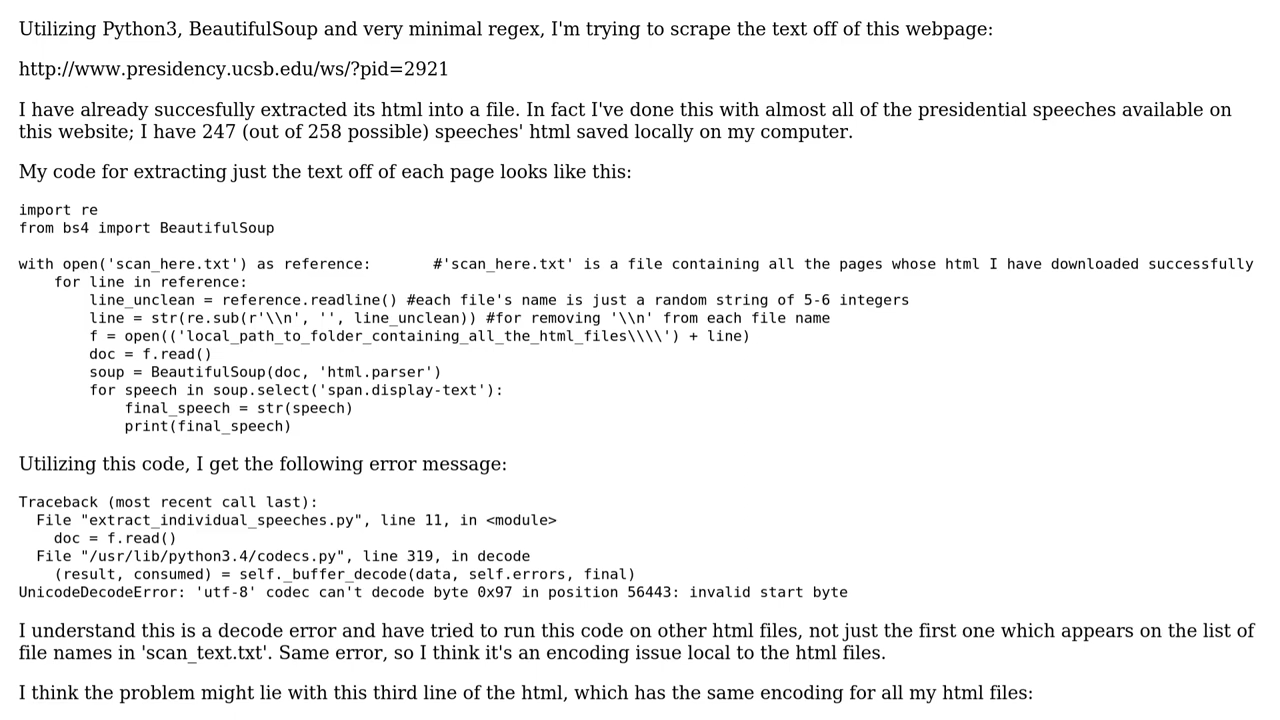 Utilizing Python3, BeautifulSoup and very minimal regex, I'm trying to scrape the text off of this webpage:
http://www.presidency.ucsb.edu/ws/?pid=2921
I have already succesfully extracted its html into a file. In fact I've done this with almost all of the presidential speeches available on
this website; I have 247 (out of 258 possible) speeches' html saved locally on my computer.
My code for extracting just the text off of each page looks like this:
import re
from bs4 import BeautifulSoup
with open('scan_here.txt') as reference:       #'scan_here.txt' is a file containing all the pages whose html I have downloaded successfully
    for line in reference:
        line_unclean = reference.readline() #each file's name is just a random string of 5-6 integers
        line = str(re.sub(r'\\n', '', line_unclean)) #for removing '\\n' from each file name
        f = open(('local_path_to_folder_containing_all_the_html_files\\\\') + line)
        doc = f.read()
        soup = BeautifulSoup(doc, 'html.parser')
        for speech in soup.select('span.display-text'):
            final_speech = str(speech)
            print(final_speech)
Utilizing this code, I get the following error message:
Traceback (most recent call last):
  File "extract_individual_speeches.py", line 11, in <module>
    doc = f.read()
  File "/usr/lib/python3.4/codecs.py", line 319, in decode
    (result, consumed) = self._buffer_decode(data, self.errors, final)
UnicodeDecodeError: 'utf-8' codec can't decode byte 0x97 in position 56443: invalid start byte
I understand this is a decode error and have tried to run this code on other html files, not just the first one which appears on the list of
file names in 'scan_text.txt'. Same error, so I think it's an encoding issue local to the html files.
I think the problem might lie with this third line of the html, which has the same encoding for all my html files: